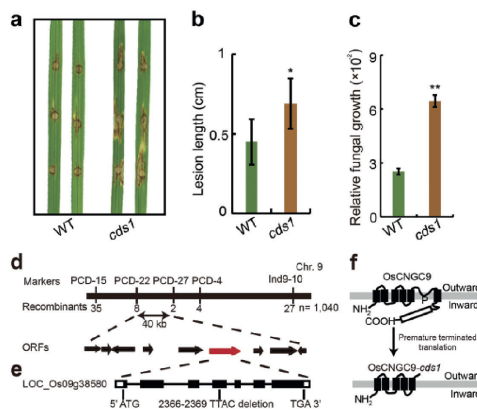 a
WT
cds1
b
Lesion length (cm)
1
0.5
0
*
WT
cds1
c
Relative fungal growth (×10²)
9
6
3
0
**
WT
cds1
d
Chr. 9
Markers
PCD-15 PCD-22 PCD-27 PCD-4 Ind9-10
Recombinants 35 8 2 4 27 n= 1,040
40 kb
ORFs
e
LOC_Os09g38580
5' ATG 2366-2369 TTAC deletion TGA 3'
f
OsCNGC9
Outward
P
NH₂
Inward
COOH
Premature terminated
translation
OsCNGC9-cds1
Outward
NH₂
Inward